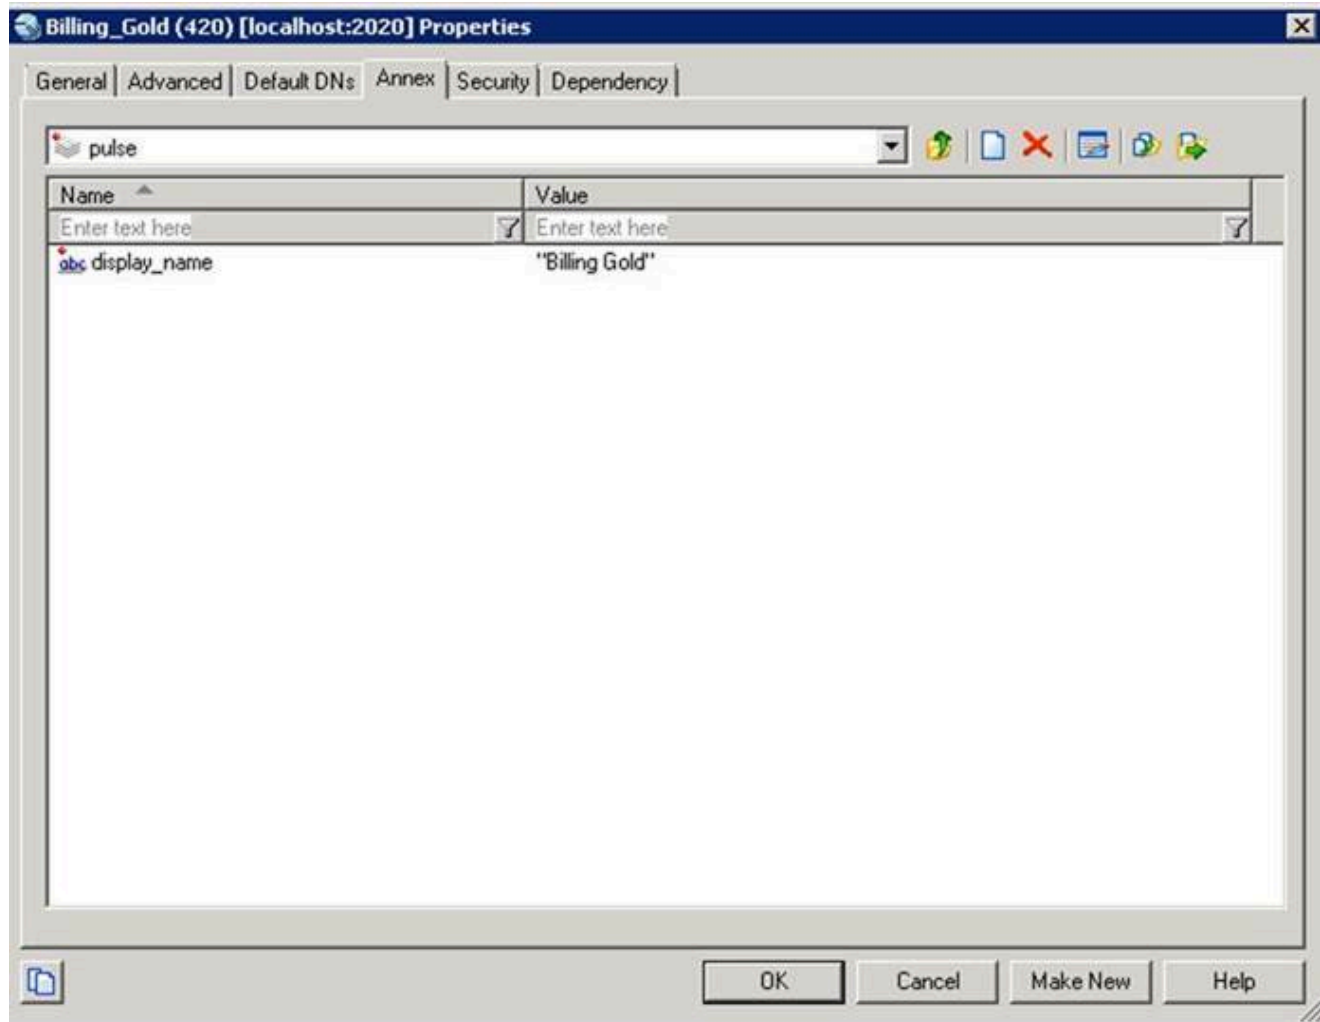 Billing_Gold (420) [localhost:2020] Properties
General Advanced Default DNs Annex Security Dependency
pulse
Name Value
Enter text here Enter text here
abc display_name "Billing Gold"
OK Cancel Make New Help